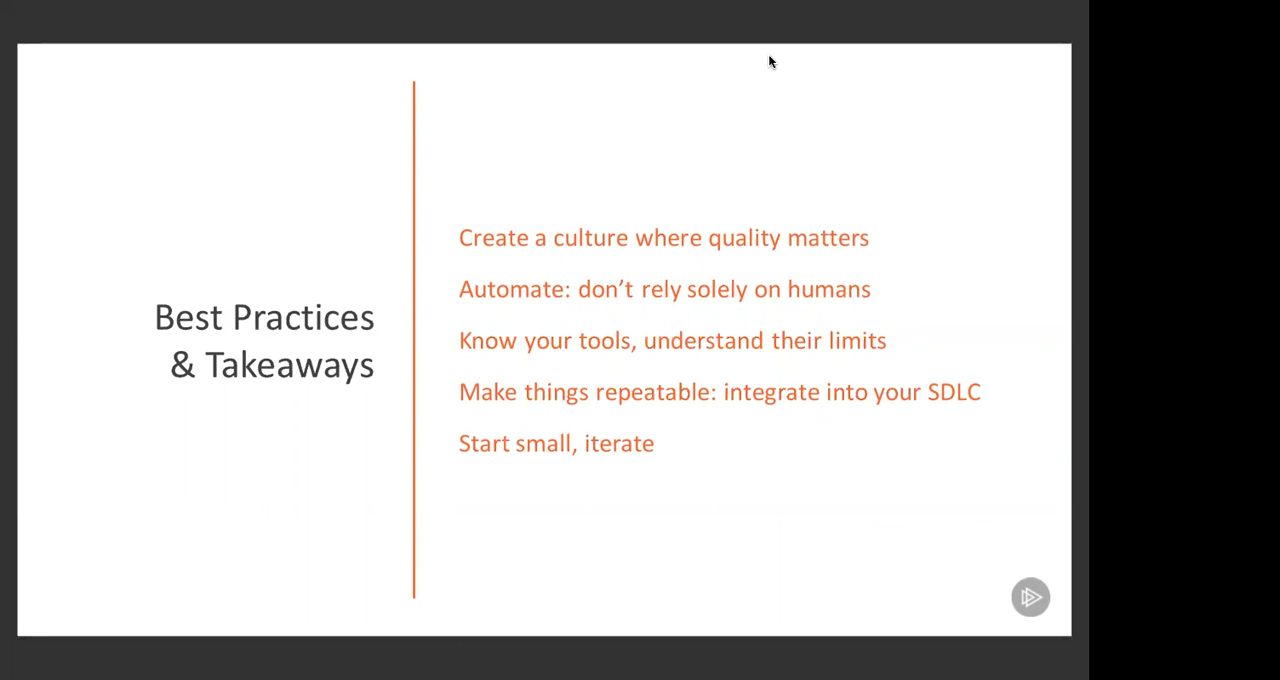 Best Practices
& Takeaways
Create a culture where quality matters
Automate: don’t rely solely on humans
Know your tools, understand their limits
Make things repeatable: integrate into your SDLC
Start small, iterate